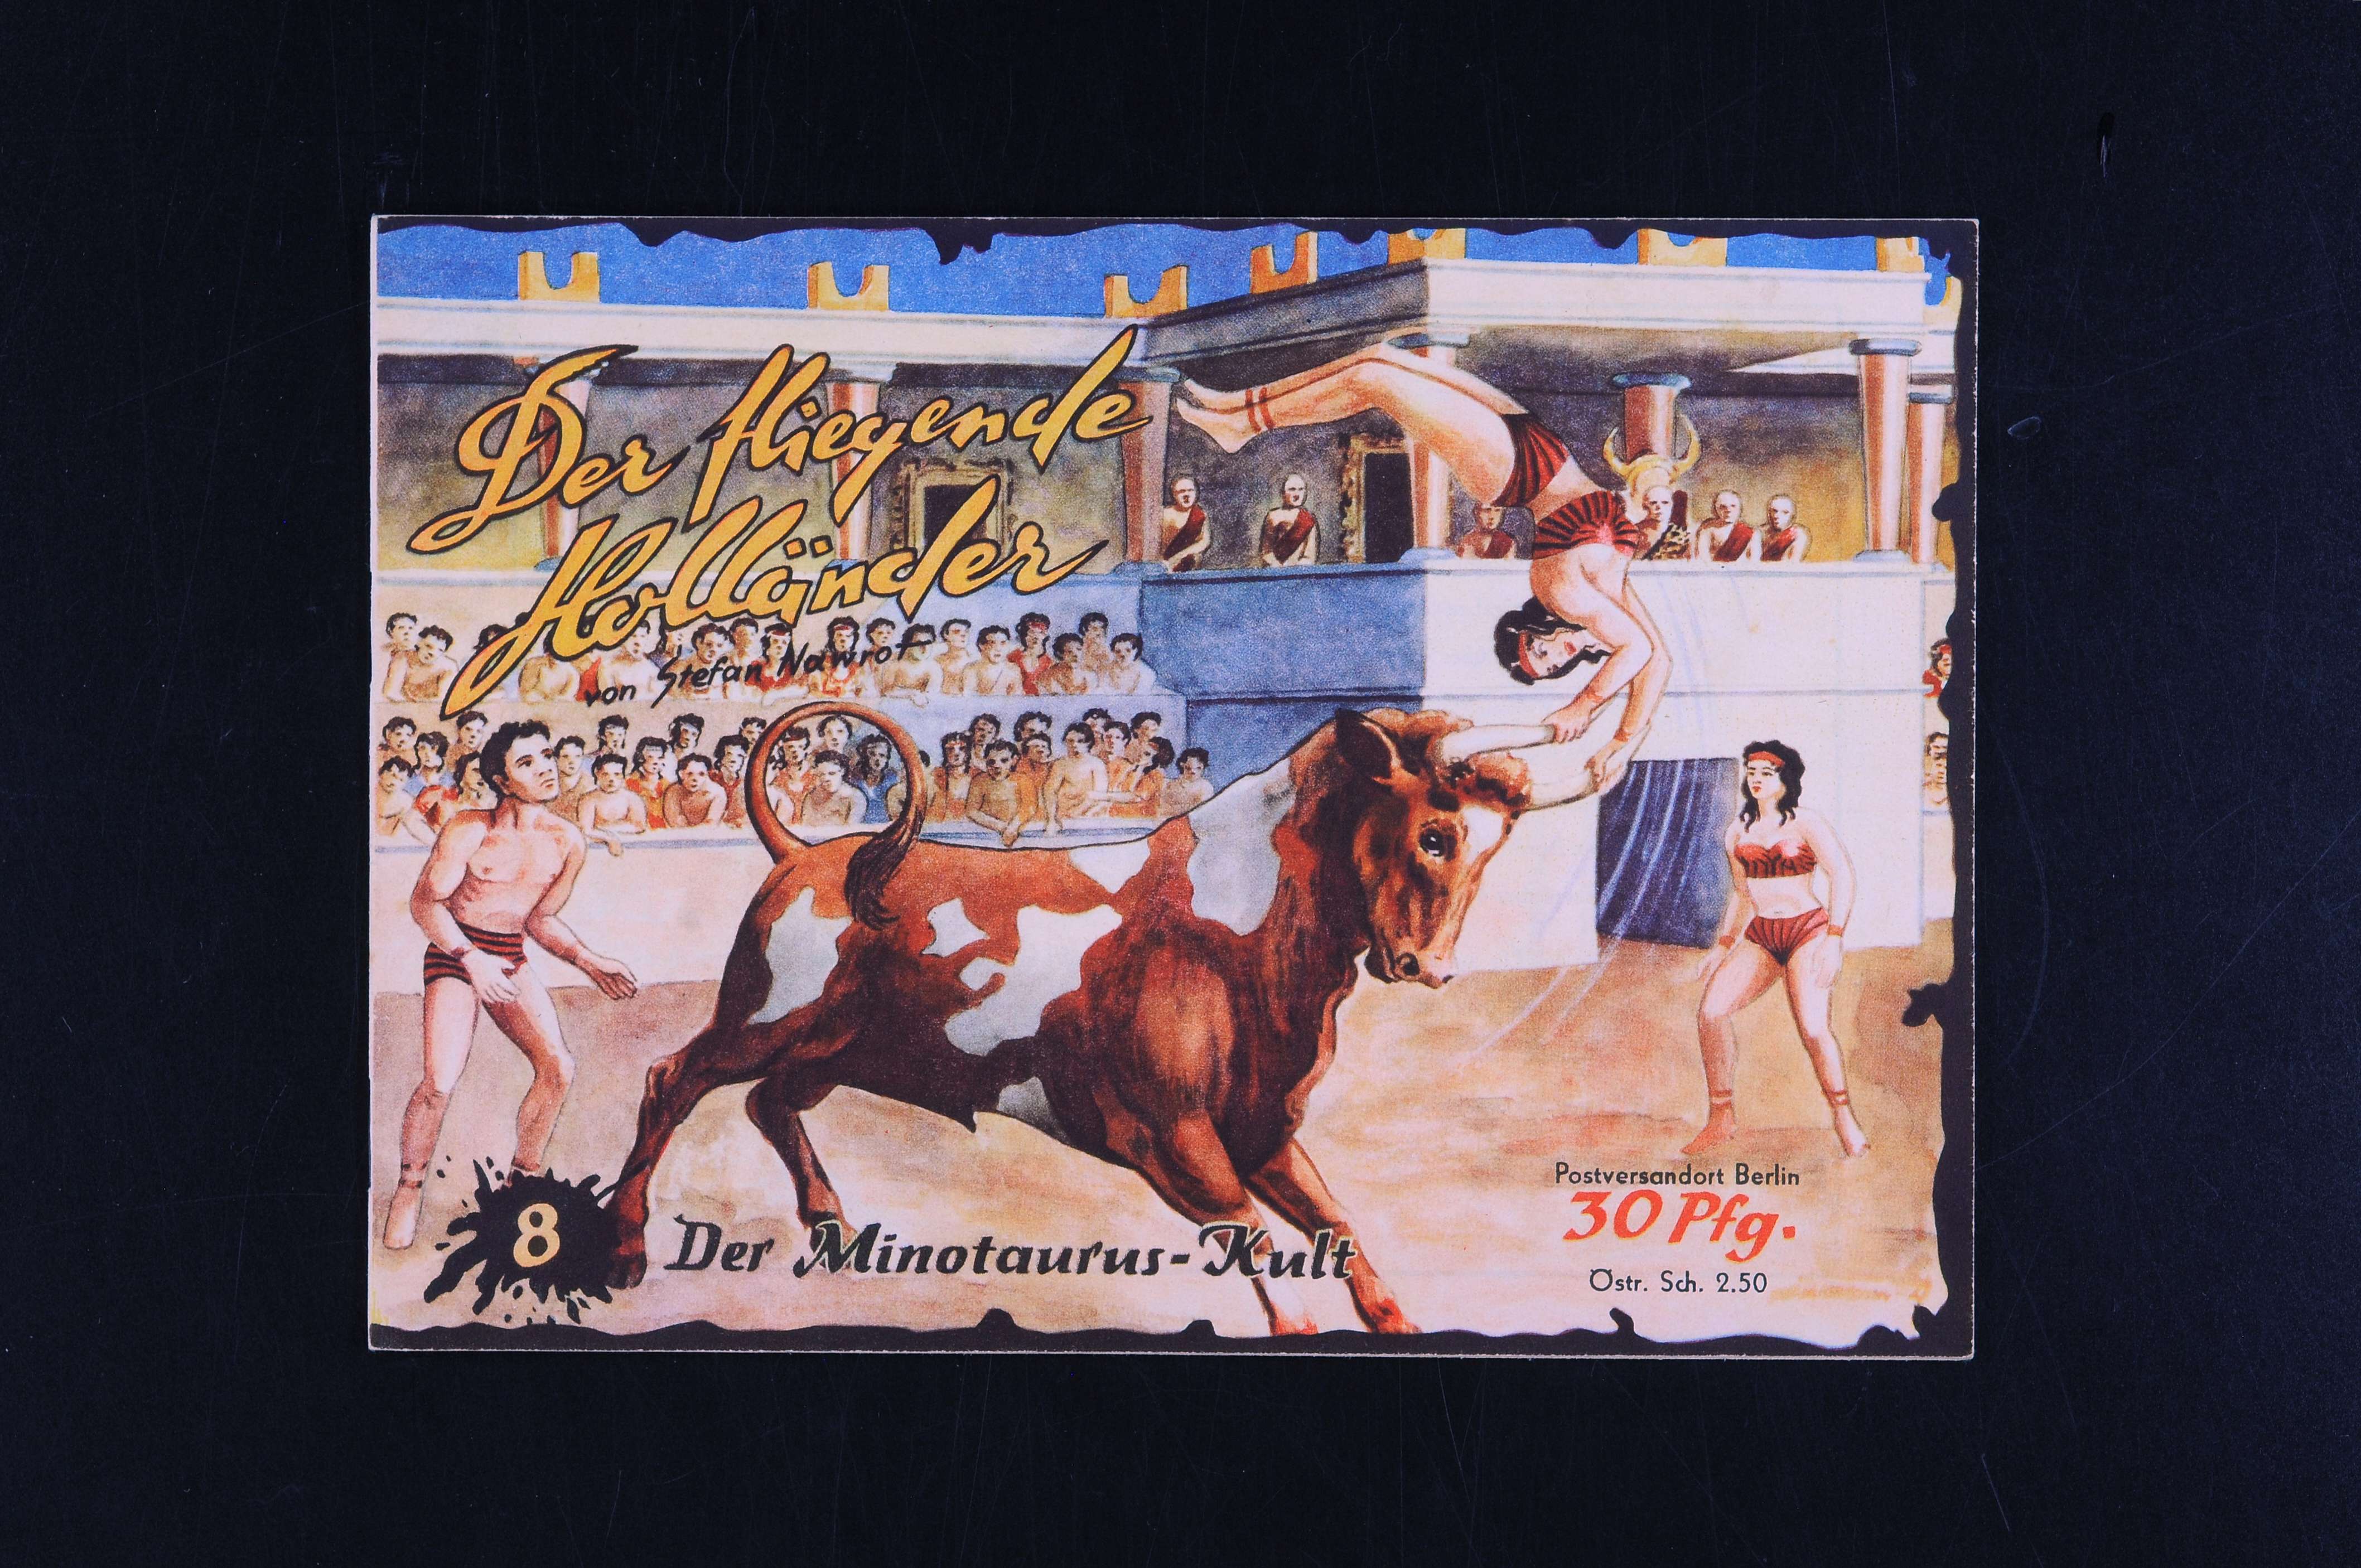 Der fliegende
Holländer
von Stefan Nawrot
8
Der Minotaurus-Kult
Postversandort Berlin
30 Pfg.
Östr. Sch. 2.50